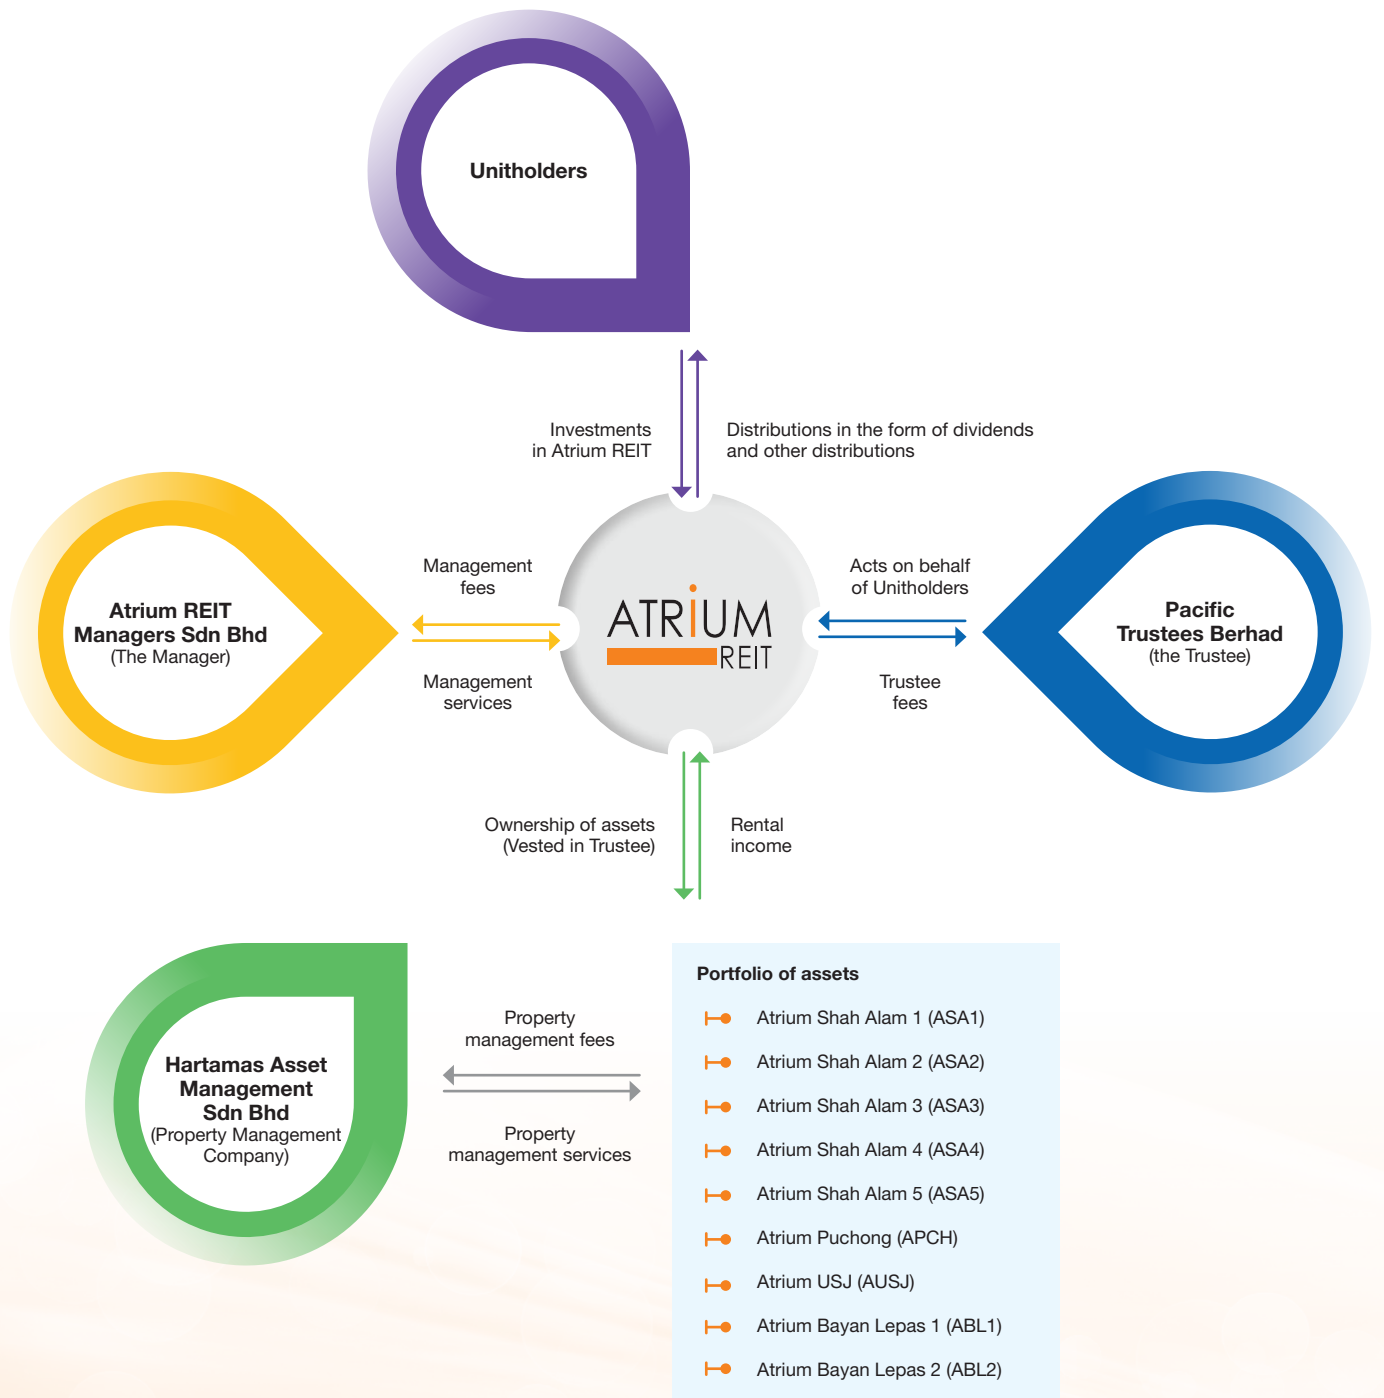 Unitholders
Investments
in Atrium REIT
Distributions in the form of dividends
and other distributions
Atrium REIT
Managers Sdn Bhd
(The Manager)
Management
fees
Management
services
ATRiUM
REIT
Acts on behalf
of Unitholders
Trustee
fees
Pacific
Trustees Berhad
(the Trustee)
Ownership of assets
(Vested in Trustee)
Rental
income
Hartamas Asset
Management
Sdn Bhd
(Property Management
Company)
Property
management fees
Property
management services
Portfolio of assets
Atrium Shah Alam 1 (ASA1)
Atrium Shah Alam 2 (ASA2)
Atrium Shah Alam 3 (ASA3)
Atrium Shah Alam 4 (ASA4)
Atrium Shah Alam 5 (ASA5)
Atrium Puchong (APCH)
Atrium USJ (AUSJ)
Atrium Bayan Lepas 1 (ABL1)
Atrium Bayan Lepas 2 (ABL2)